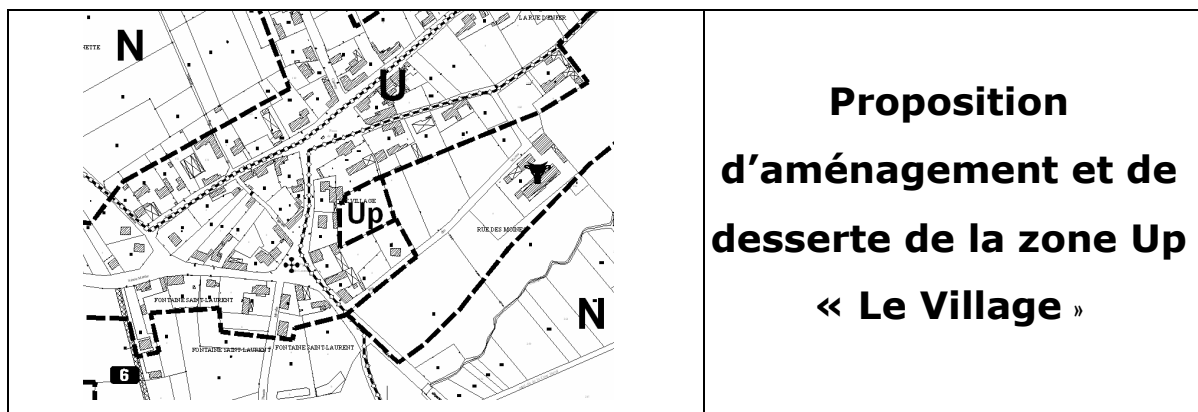 N
U
LA RUE D'ENFER
Up
VILLAGE
RUE DES MOINES
FONTAINE SAINT-LAURENT
FONTAINE SAINT-LAURENT
FONTAINE SAINT-LAURENT
N
6
Proposition
d’aménagement et de
desserte de la zone Up
« Le Village »